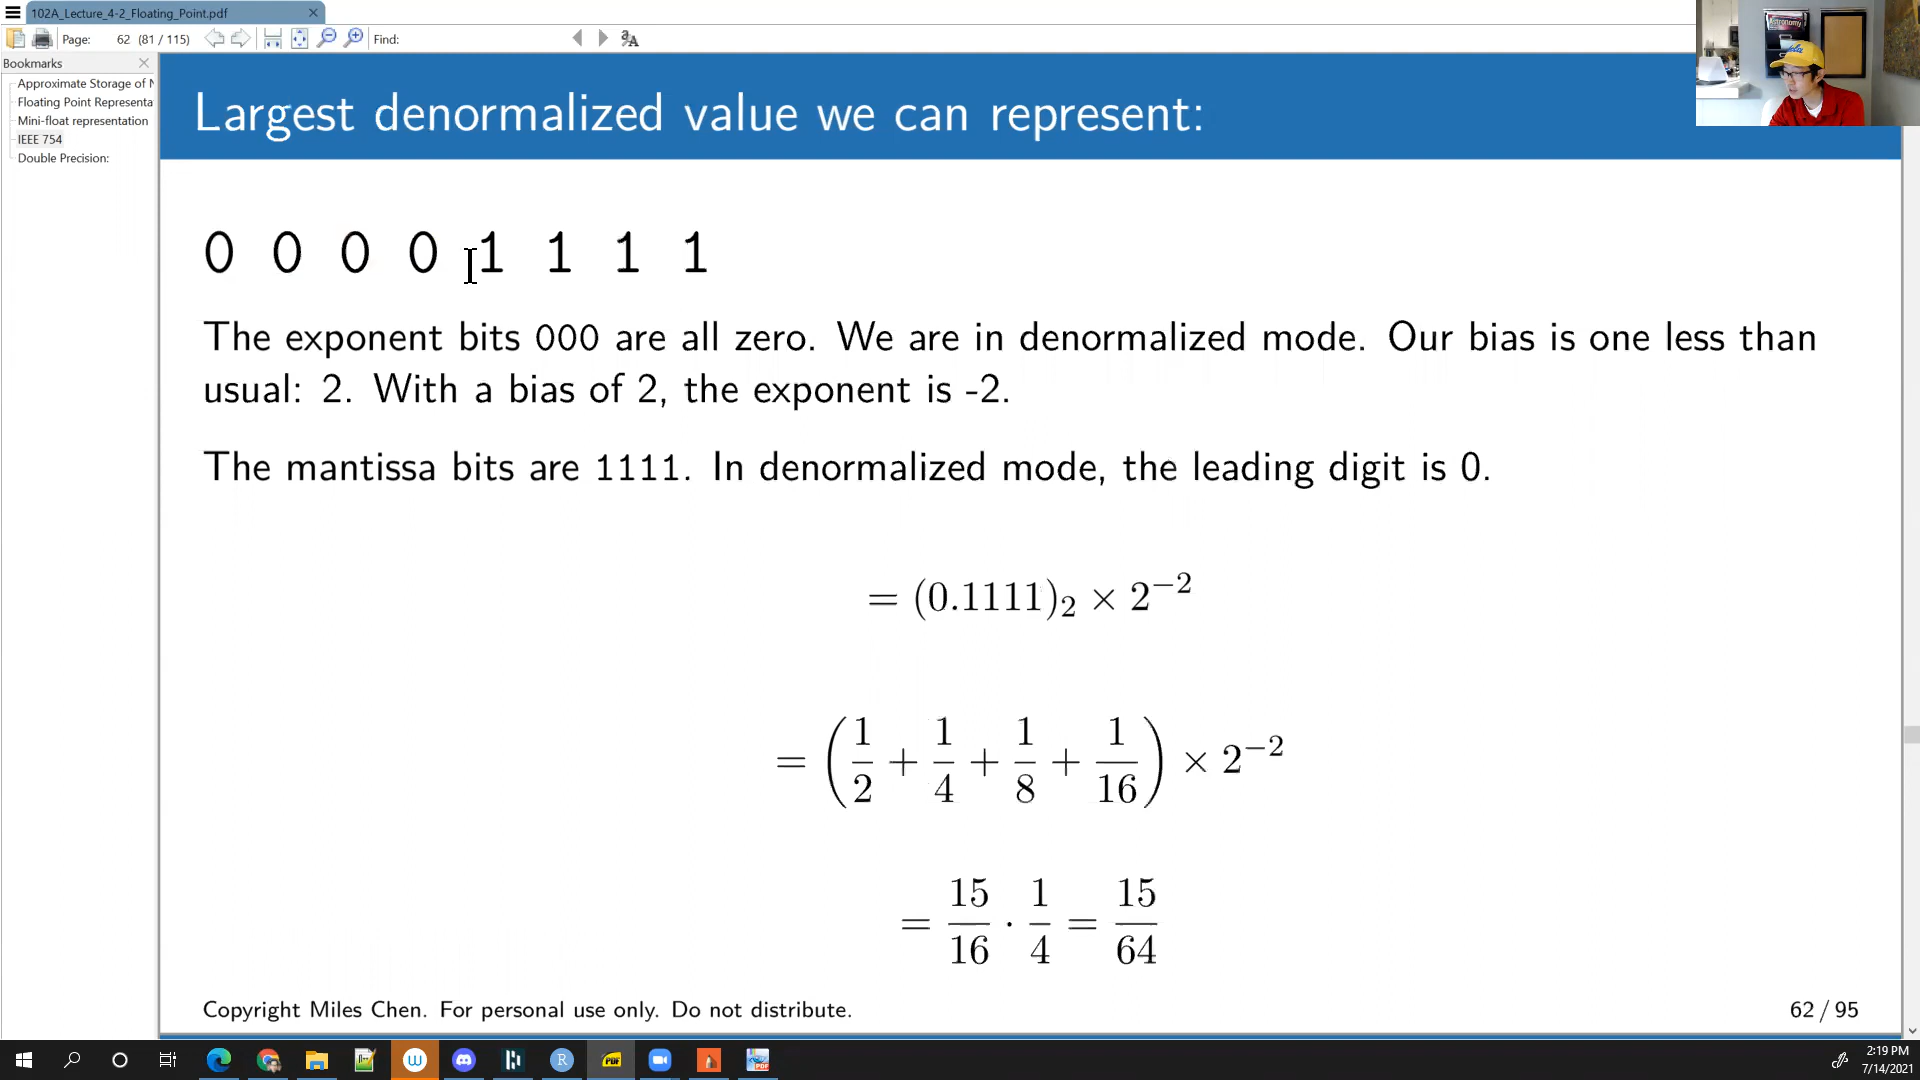 102A_Lecture_4-2_Floating_Point.pdf
Page: 62 (81 / 115) Find:
Bookmarks
Approximate Storage of N
Floating Point Representa
Mini-float representation
IEEE 754
Double Precision:
Largest denormalized value we can represent:
0 0 0 0 1 1 1 1
The exponent bits 000 are all zero. We are in denormalized mode. Our bias is one less than
usual: 2. With a bias of 2, the exponent is -2.
The mantissa bits are 1111. In denormalized mode, the leading digit is 0.
= (0.1111)₂ × 2⁻²
= (1/2 + 1/4 + 1/8 + 1/16) × 2⁻²
= 15/16 · 1/4 = 15/64
Copyright Miles Chen. For personal use only. Do not distribute.
62 / 95
2:19 PM
7/14/2021